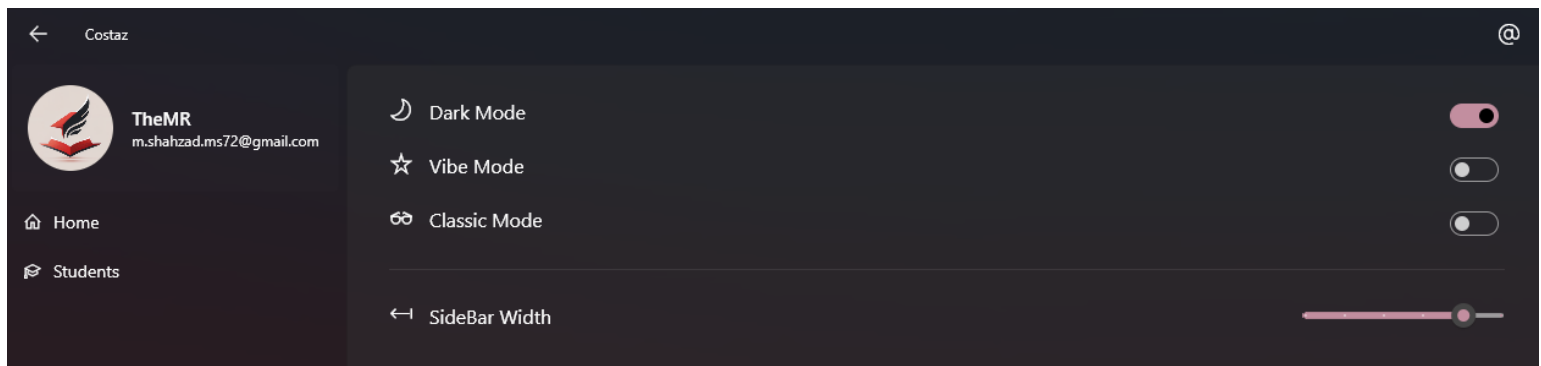 Costaz
@
TheMR
m.shahzad.ms72@gmail.com
Home
Students
Dark Mode
Vibe Mode
Classic Mode
SideBar Width